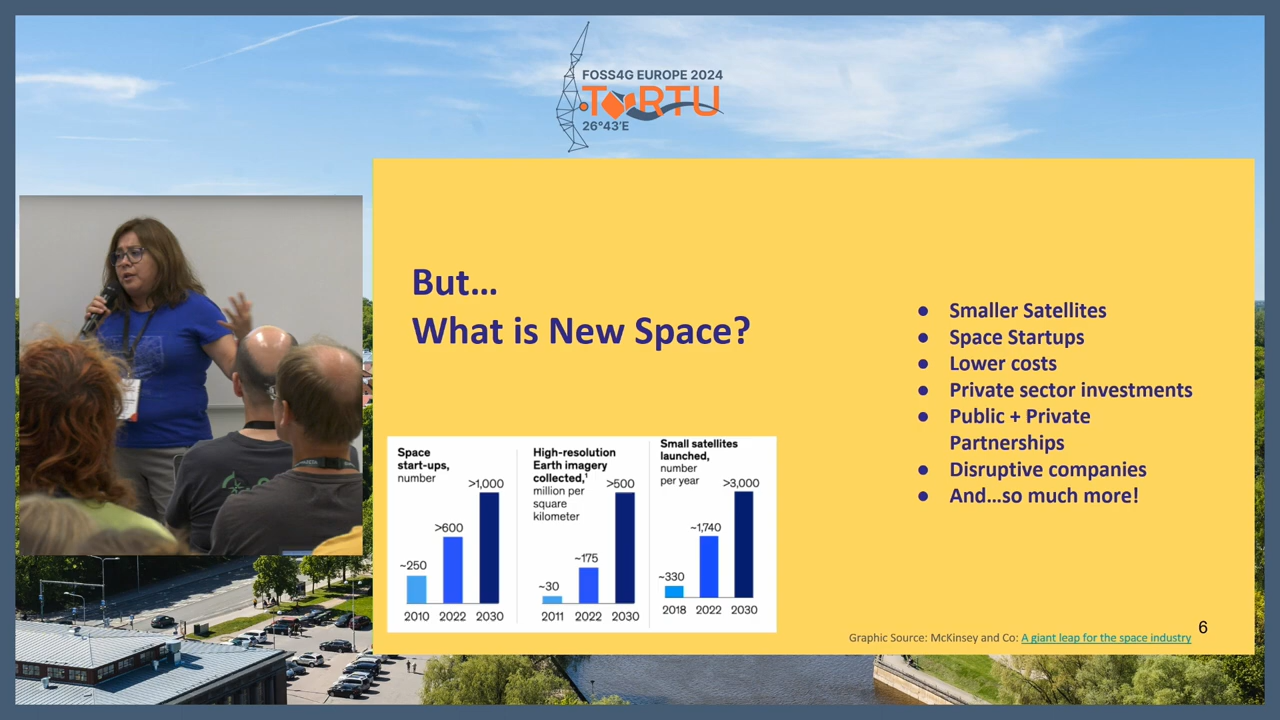 FOSS4G EUROPE 2024
TARTU
26°43'E
But...
What is New Space?
● Smaller Satellites
● Space Startups
● Lower costs
● Private sector investments
● Public + Private
Partnerships
● Disruptive companies
● And...so much more!
Space
start-ups,
number
~250
>600
>1,000
2010 2022 2030
High-resolution
Earth imagery
collected,¹
million per
square
kilometer
~30
~175
>500
2011 2022 2030
Small satellites
launched,
number
per year
~330
~1,740
>3,000
2018 2022 2030
Graphic Source: McKinsey and Co: A giant leap for the space industry
6